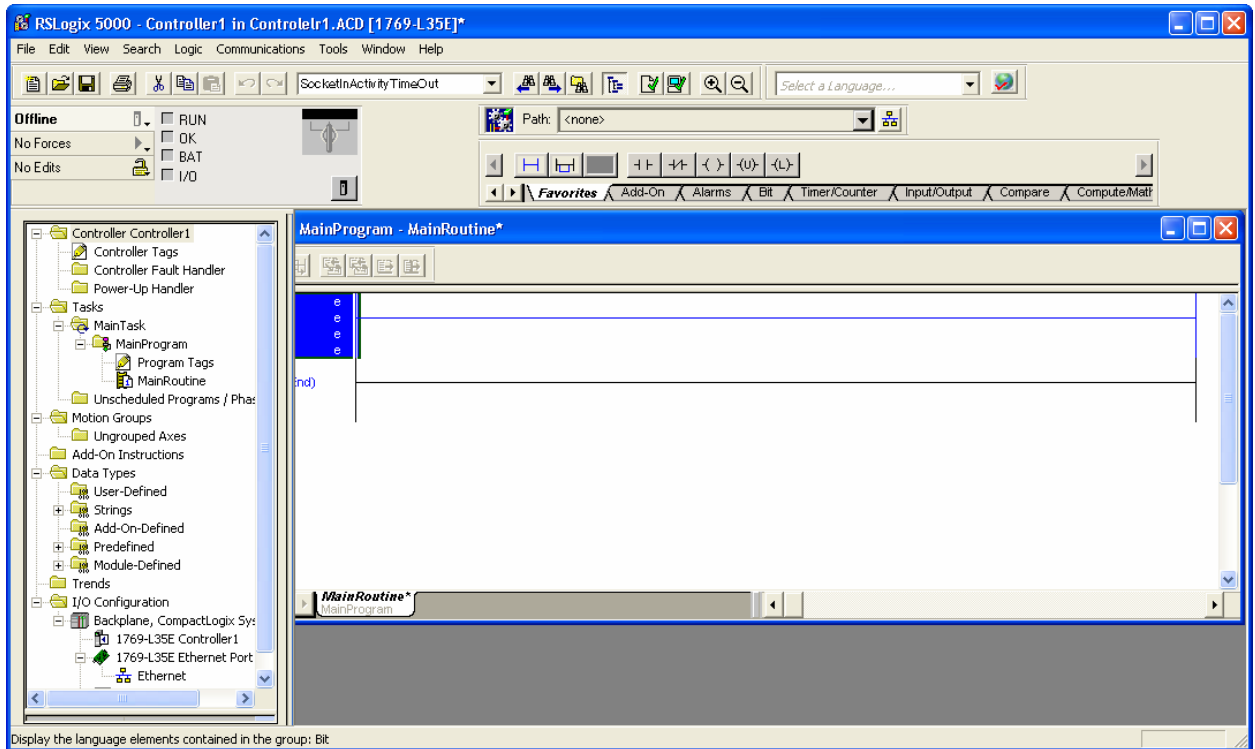 RSLogix 5000 - Controller1 in Controlelr1.ACD [1769-L35E]*
File Edit View Search Logic Communications Tools Window Help
SocketInActivityTimeOut
Select a Language...
Offline
RUN
No Forces
OK
No Edits
BAT
I/O
Path: <none>
(U)
(L)
Favorites Add-On Alarms Bit Timer/Counter Input/Output Compare Compute/Math
Controller Controller1
Controller Tags
Controller Fault Handler
Power-Up Handler
Tasks
MainTask
MainProgram
Program Tags
MainRoutine
Unscheduled Programs / Phas
Motion Groups
Ungrouped Axes
Add-On Instructions
Data Types
User-Defined
Strings
Add-On-Defined
Predefined
Module-Defined
Trends
I/O Configuration
Backplane, CompactLogix Sys
1769-L35E Controller1
1769-L35E Ethernet Port
Ethernet
MainProgram - MainRoutine*
e
e
e
e
End)
MainRoutine*
MainProgram
Display the language elements contained in the group: Bit